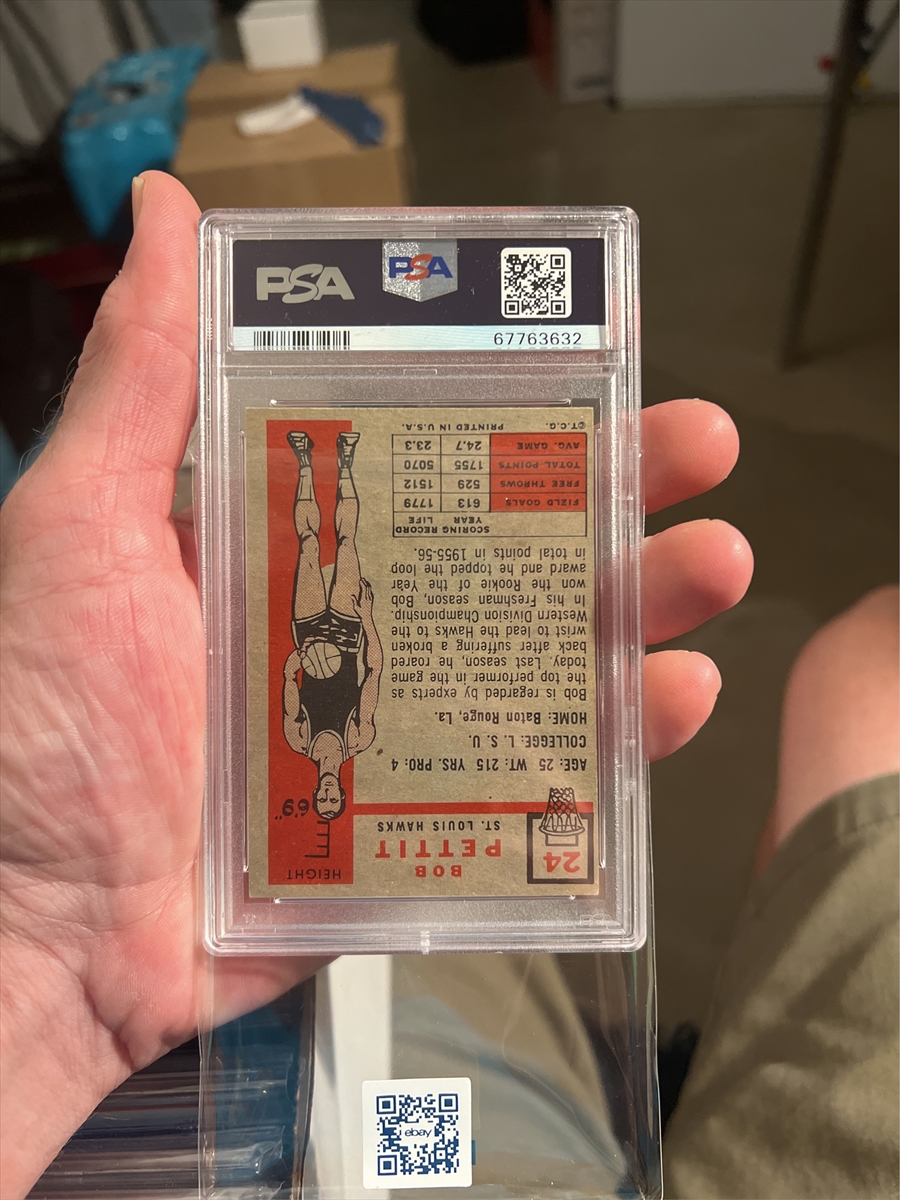 PSA
PSA
67763632
24
BOB
PETTIT
ST. LOUIS HAWKS
HEIGHT
6'9"
AGE: 25 WT: 215 YRS. PRO: 4
COLLEGGE: L. S. U.
HOME: Baton Rouge, La.
Bob is regarded by experts as
the top performer in the game
today. Last season, he roared
back after suffering a broken
wrist to lead the Hawks to the
Western Division Championship.
In his Freshman season, Bob,
won the Rookie of the Year
award and he topped the loop
in total points in 1955-56.
SCORING RECORD
YEAR LIFE
FIELD GOALS 613 1779
FREE THROWS 529 1512
TOTAL POINTS 1755 5070
AVG. GAME 24.7 23.3
©T.C.G. PRINTED IN U.S.A.
ebay